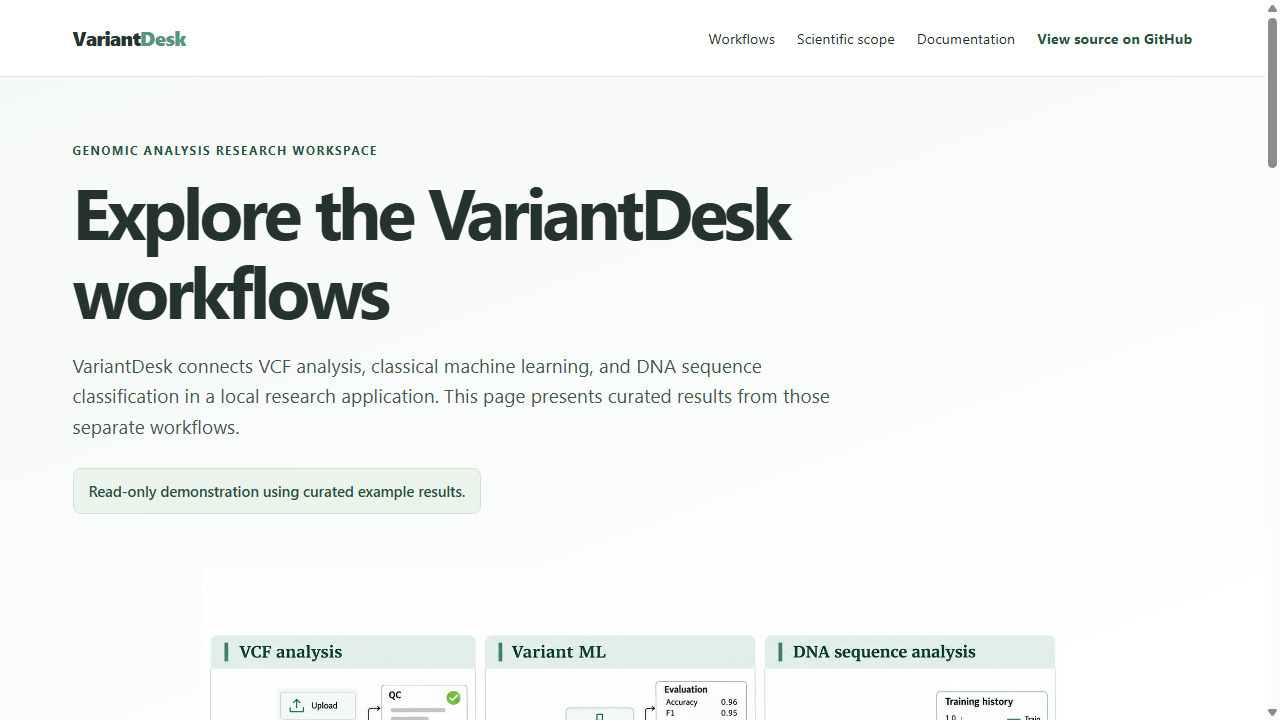 VariantDesk
Workflows
Scientific scope
Documentation
View source on GitHub
GENOMIC ANALYSIS RESEARCH WORKSPACE
Explore the VariantDesk
workflows
VariantDesk connects VCF analysis, classical machine learning, and DNA sequence
classification in a local research application. This page presents curated results from those
separate workflows.
Read-only demonstration using curated example results.
VCF analysis
Upload
QC
Variant ML
Evaluation
Accuracy 0.96
F1 0.95
DNA sequence analysis
Training history
1.0
Train